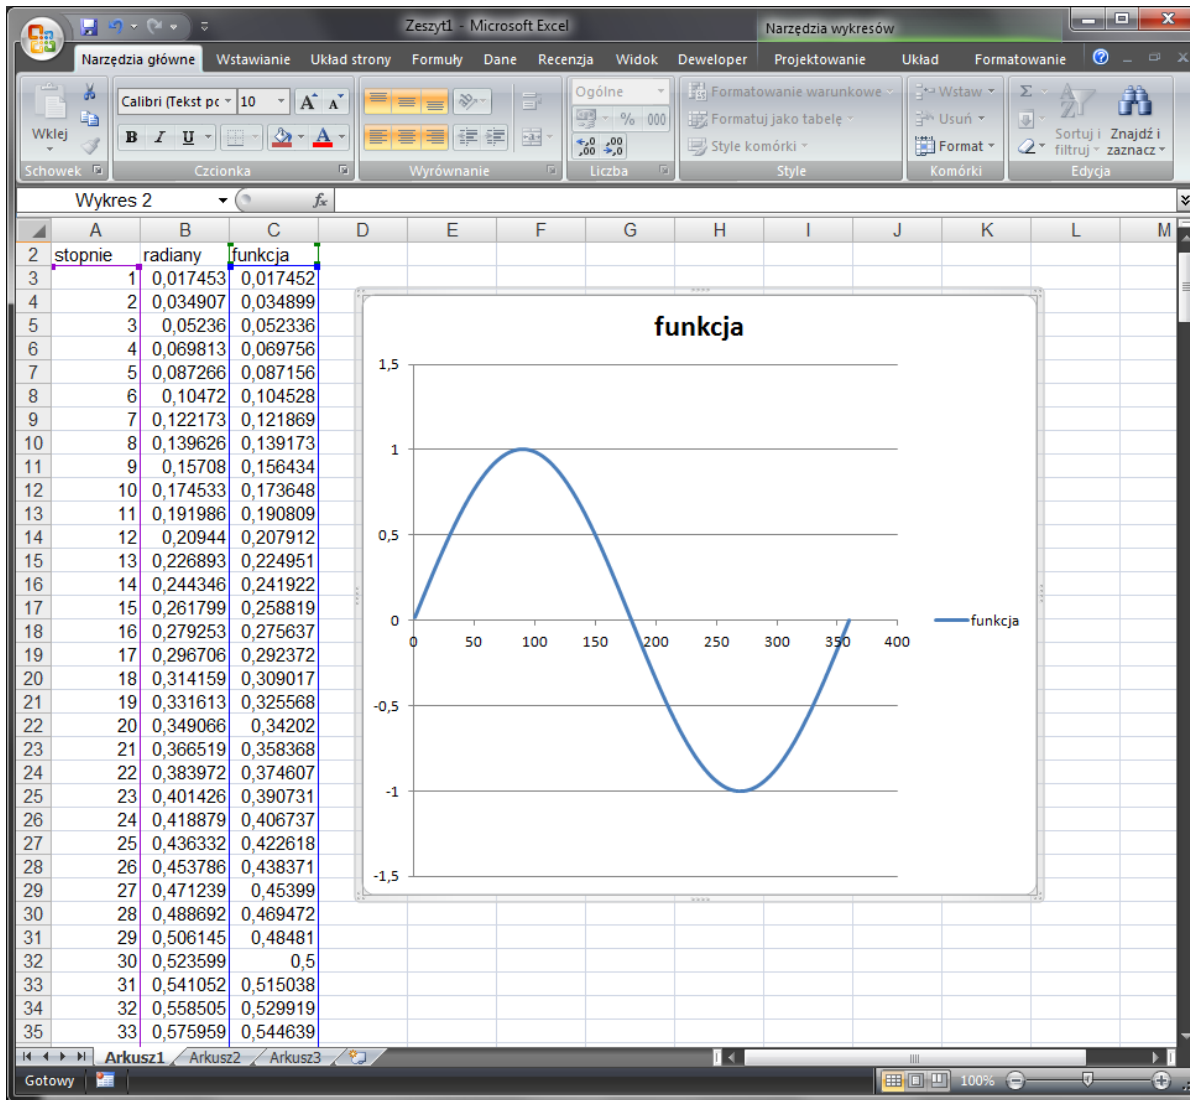 Zeszyt1 - Microsoft Excel
Narzędzia wykresów
Narzędzia główne Wstawianie Układ strony Formuły Dane Recenzja Widok Deweloper Projektowanie Układ Formatowanie
Calibri (Tekst pc 10 A A Ogólne Formatowanie warunkowe Wstaw Σ
Wklej % 000 Formatuj jako tabelę Usuń Sortuj i Znajdź i
B I U A Style komórki Format filtruj zaznacz
Schowek Czcionka Wyrównanie Liczba Style Komórki Edycja
Wykres 2 fx
A B C D E F G H I J K L M
2 stopnie radiany funkcja
3 1 0,017453 0,017452
4 2 0,034907 0,034899
5 3 0,05236 0,052336
6 4 0,069813 0,069756
7 5 0,087266 0,087156
8 6 0,10472 0,104528
9 7 0,122173 0,121869
10 8 0,139626 0,139173
11 9 0,15708 0,156434
12 10 0,174533 0,173648
13 11 0,191986 0,190809
14 12 0,20944 0,207912
15 13 0,226893 0,224951
16 14 0,244346 0,241922
17 15 0,261799 0,258819
18 16 0,279253 0,275637
19 17 0,296706 0,292372
20 18 0,314159 0,309017
21 19 0,331613 0,325568
22 20 0,349066 0,34202
23 21 0,366519 0,358368
24 22 0,383972 0,374607
25 23 0,401426 0,390731
26 24 0,418879 0,406737
27 25 0,436332 0,422618
28 26 0,453786 0,438371
29 27 0,471239 0,45399
30 28 0,488692 0,469472
31 29 0,506145 0,48481
32 30 0,523599 0,5
33 31 0,541052 0,515038
34 32 0,558505 0,529919
35 33 0,575959 0,544639
funkcja
1,5
1
0,5
0
-0,5
-1
-1,5
0 50 100 150 200 250 300 350 400
funkcja
Arkusz1 Arkusz2 Arkusz3
Gotowy 100%